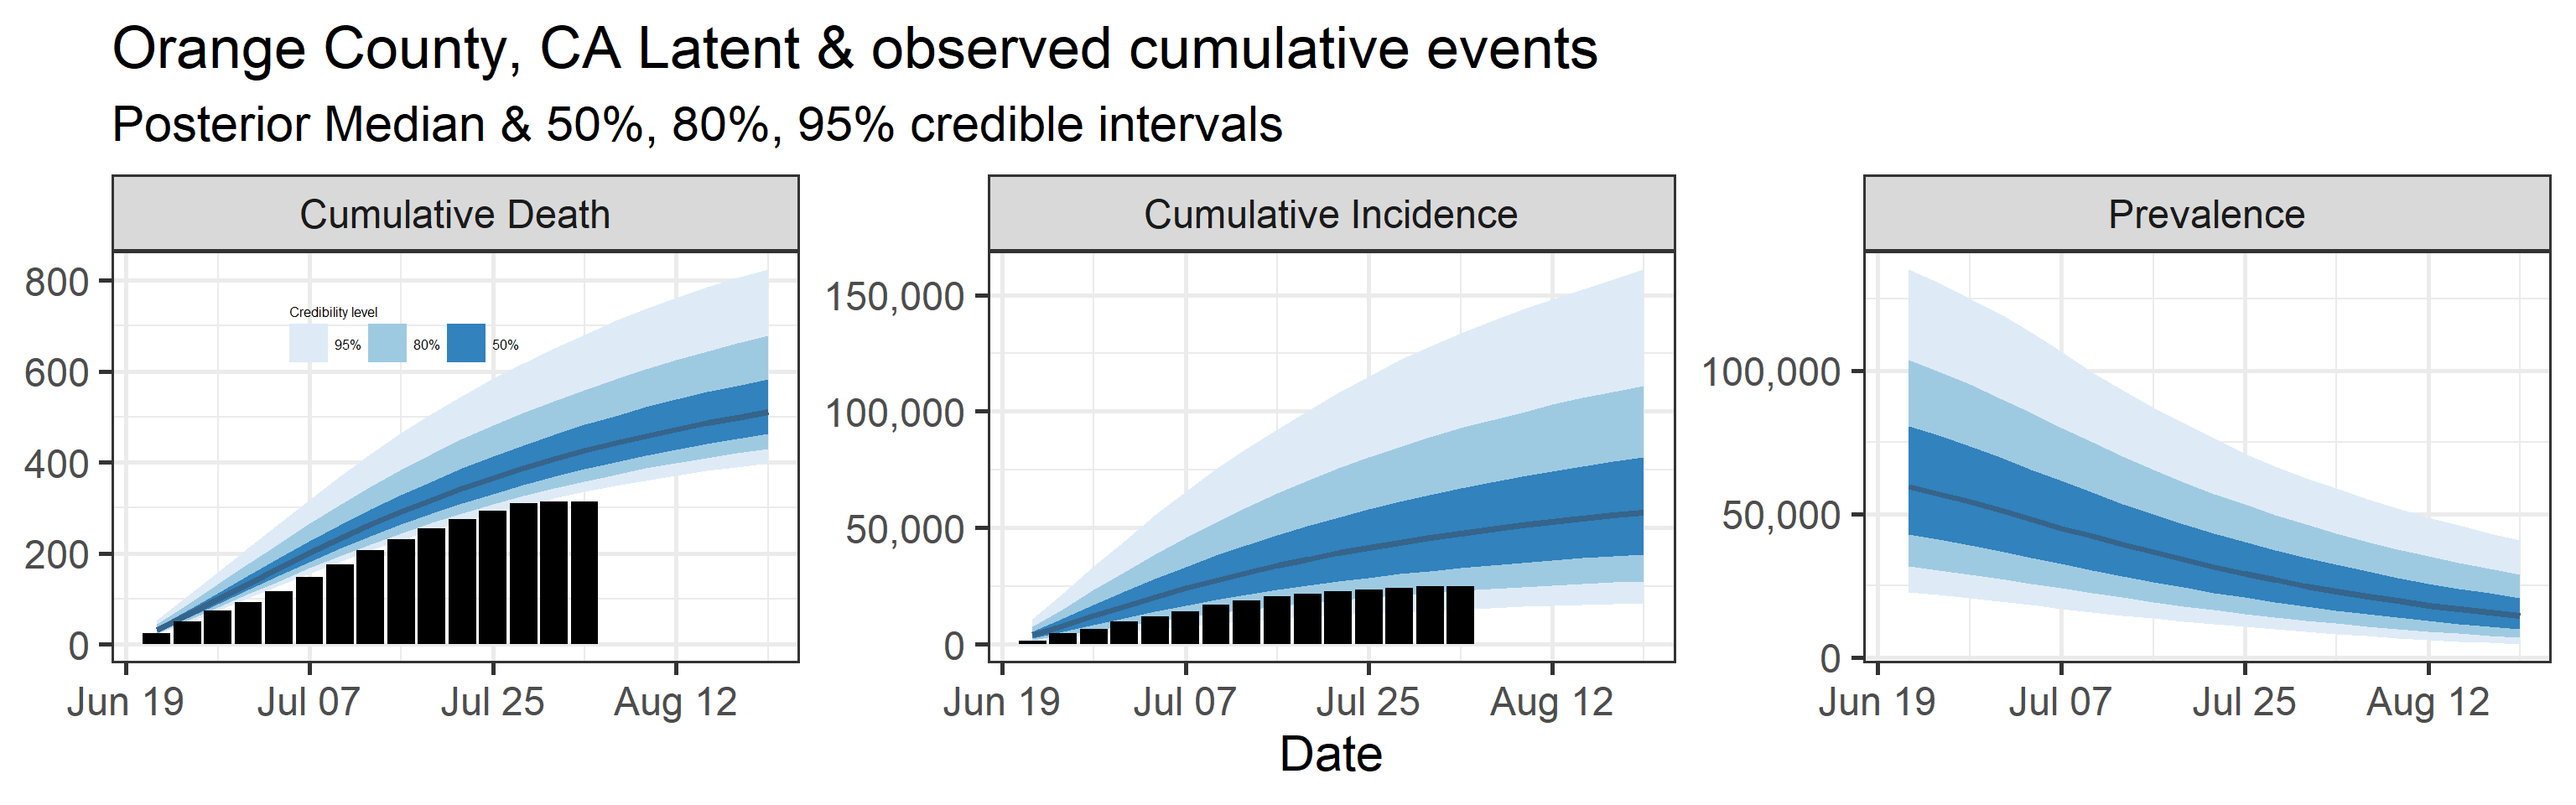 Orange County, CA Latent & observed cumulative events
Posterior Median & 50%, 80%, 95% credible intervals
Cumulative Death
Cumulative Incidence
Prevalence
800
600
400
200
0
Credibility level
95% 80% 50%
150,000
100,000
50,000
0
100,000
50,000
0
Jun 19 Jul 07 Jul 25 Aug 12
Jun 19 Jul 07 Jul 25 Aug 12
Jun 19 Jul 07 Jul 25 Aug 12
Date